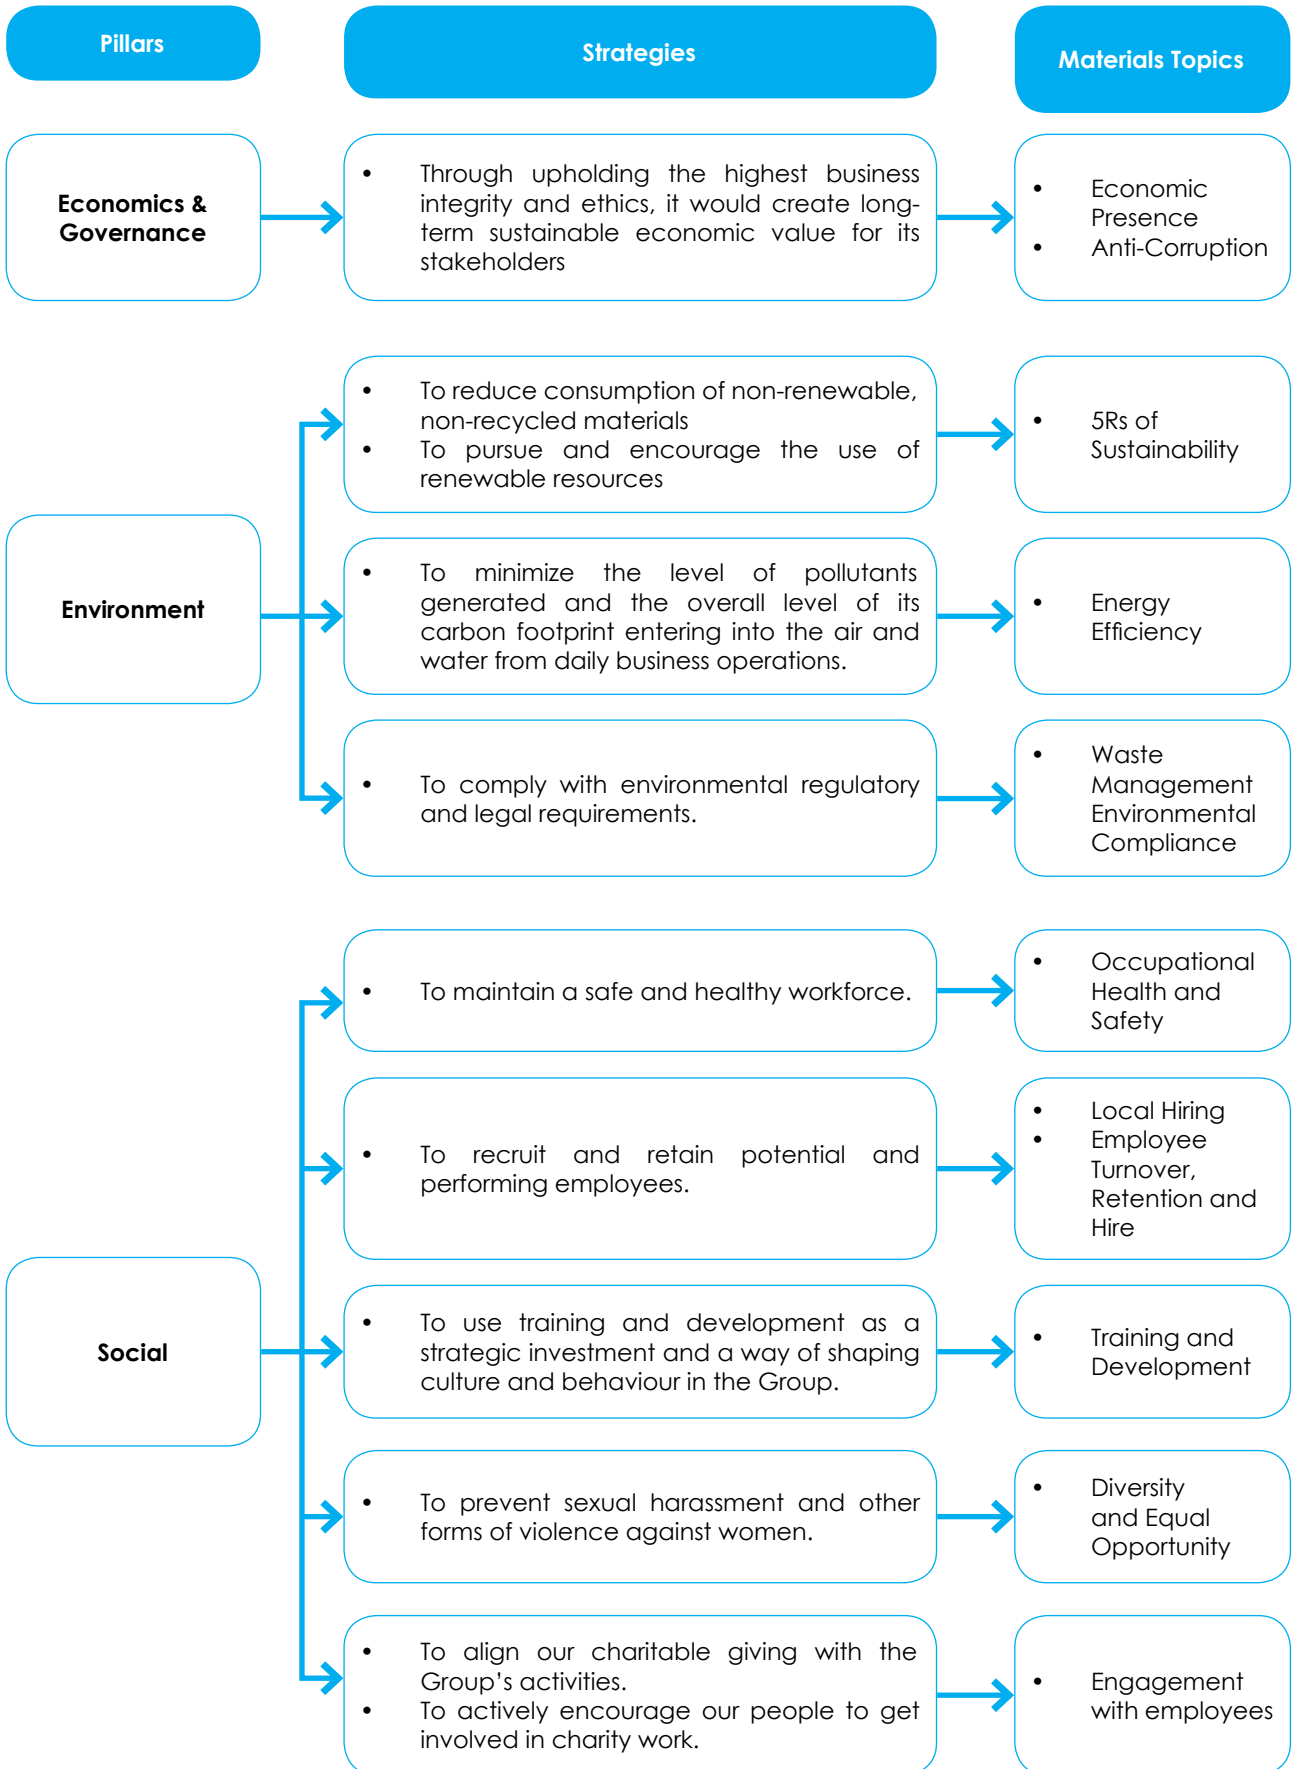 Pillars
Strategies
Materials Topics
Economics &
Governance
• Through upholding the highest business
integrity and ethics, it would create long-
term sustainable economic value for its
stakeholders
• Economic
Presence
• Anti-Corruption
Environment
• To reduce consumption of non-renewable,
non-recycled materials
• To pursue and encourage the use of
renewable resources
• 5Rs of
Sustainability
• To minimize the level of pollutants
generated and the overall level of its
carbon footprint entering into the air and
water from daily business operations.
• Energy
Efficiency
• To comply with environmental regulatory
and legal requirements.
• Waste
Management
Environmental
Compliance
Social
• To maintain a safe and healthy workforce.
• Occupational
Health and
Safety
• To recruit and retain potential and
performing employees.
• Local Hiring
• Employee
Turnover,
Retention and
Hire
• To use training and development as a
strategic investment and a way of shaping
culture and behaviour in the Group.
• Training and
Development
• To prevent sexual harassment and other
forms of violence against women.
• Diversity
and Equal
Opportunity
• To align our charitable giving with the
Group’s activities.
• To actively encourage our people to get
involved in charity work.
• Engagement
with employees